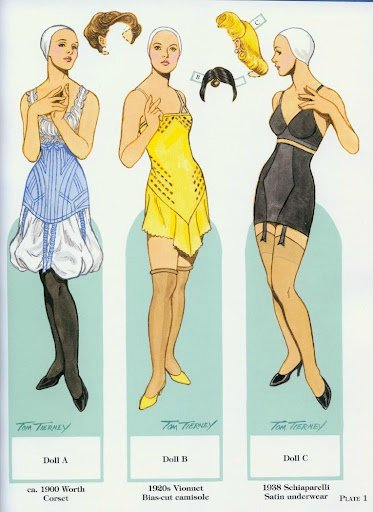 C
B
Tom Tierney
Tom Tierney
Tom Tierney
Doll A
Doll B
Doll C
ca. 1900 Worth
Corset
1920s Vionnet
Bias-cut camisole
1938 Schiaparelli
Satin underwear
Plate 1